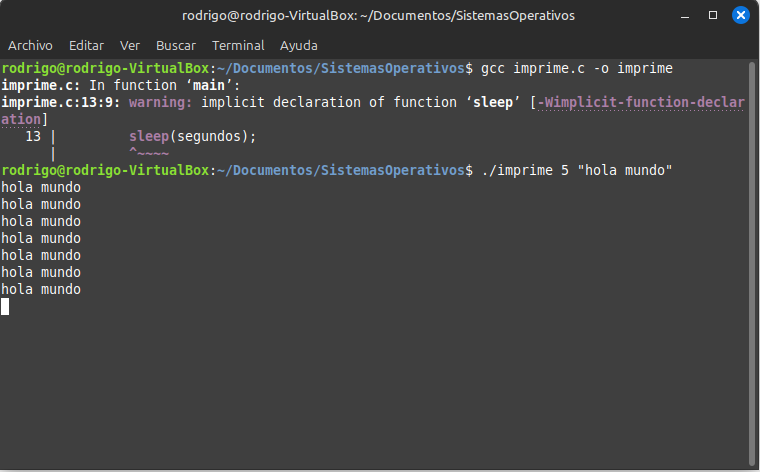 rodrigo@rodrigo-VirtualBox: ~/Documentos/SistemasOperativos
Archivo Editar Ver Buscar Terminal Ayuda
rodrigo@rodrigo-VirtualBox:~/Documentos/SistemasOperativos$ gcc imprime.c -o imprime
imprime.c: In function ‘main’:
imprime.c:13:9: warning: implicit declaration of function ‘sleep’ [-Wimplicit-function-declar
ation]
   13 |         sleep(segundos);
      |         ^~~~~
rodrigo@rodrigo-VirtualBox:~/Documentos/SistemasOperativos$ ./imprime 5 "hola mundo"
hola mundo
hola mundo
hola mundo
hola mundo
hola mundo
hola mundo
hola mundo